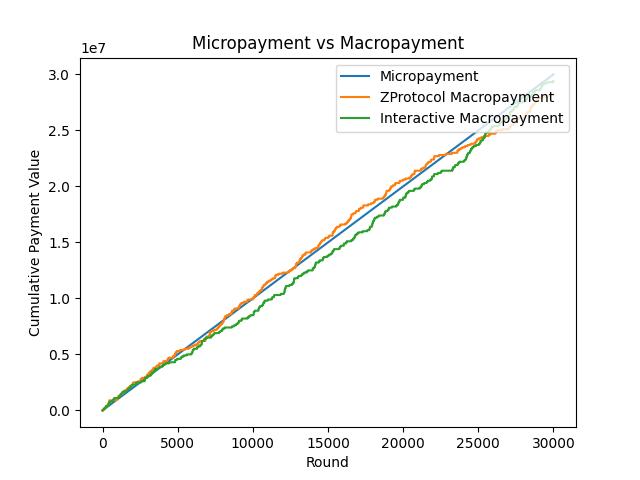 Micropayment vs Macropayment
1e7
Micropayment
ZProtocol Macropayment
Interactive Macropayment
3.0
2.5
2.0
1.5
1.0
0.5
0.0
Cumulative Payment Value
0 5000 10000 15000 20000 25000 30000
Round